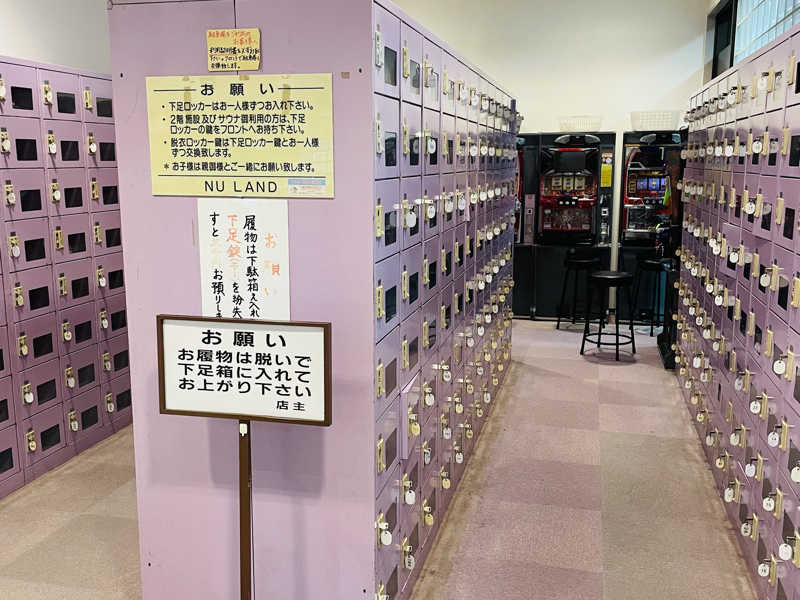 お願い
・下足ロッカーはお一人様ずつお入れ下さい。
・2階施設及びサウナ御利用の方は、下足
ロッカーの鍵をフロントへお持ち下さい。
・脱衣ロッカー鍵は下足ロッカー鍵とお一人様
ずつ交換致します。
＊お子様は親御様とご一緒にお願い致します。
NU LAND
お願い
履物は下駄箱へ入れ
下足錠
を紛失
すと
お預り
お願い
お履物は脱いで
下足箱に入れて
お上がり下さい
店主